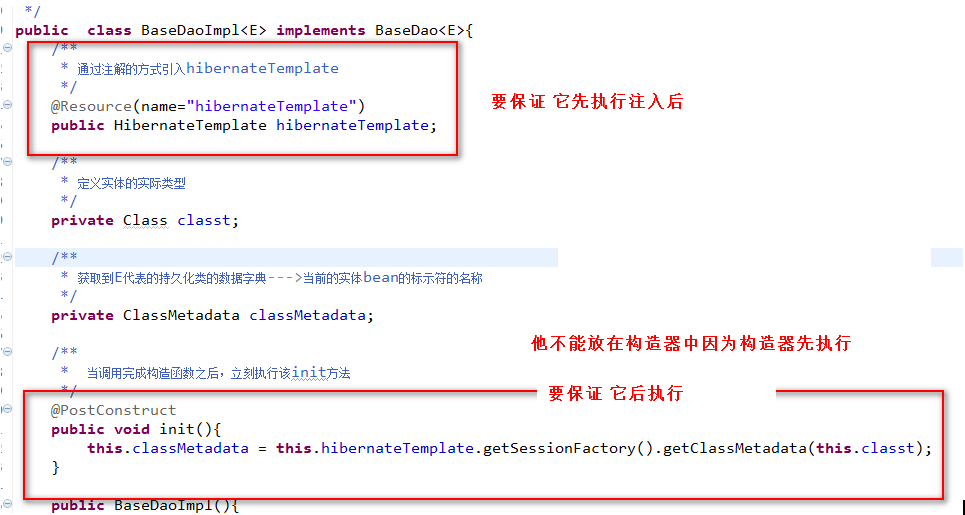 */
public class BaseDaoImpl<E> implements BaseDao<E>{
/**
* 通过注解的方式引入hibernateTemplate
*/
@Resource(name="hibernateTemplate")
要保证 它先执行注入后
public HibernateTemplate hibernateTemplate;
/**
* 定义实体的实际类型
*/
private Class classt;
/**
* 获取到E代表的持久化类的数据字典--->当前的实体bean的标示符的名称
*/
private ClassMetadata classMetadata;
他不能放在构造器中因为构造器先执行
/**
* 当调用完成构造函数之后，立刻执行该init方法
*/
要保证 它后执行
@PostConstruct
public void init(){
this.classMetadata = this.hibernateTemplate.getSessionFactory().getClassMetadata(this.classt);
}
public BaseDaoImpl(){